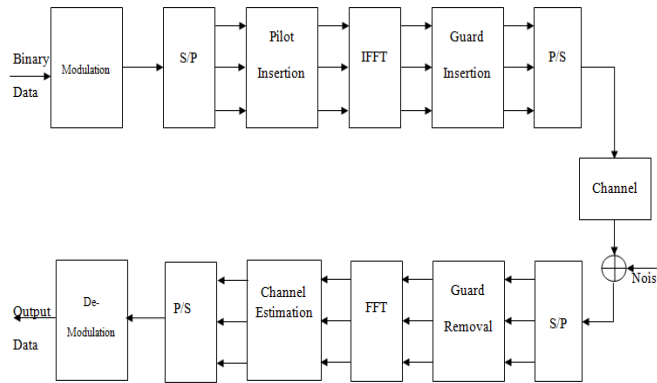 Binary
Data
Modulation
S/P
Pilot
Insertion
IFFT
Guard
Insertion
P/S
Channel
Nois
Output
Data
De-
Modulation
P/S
Channel
Estimation
FFT
Guard
Removal
S/P